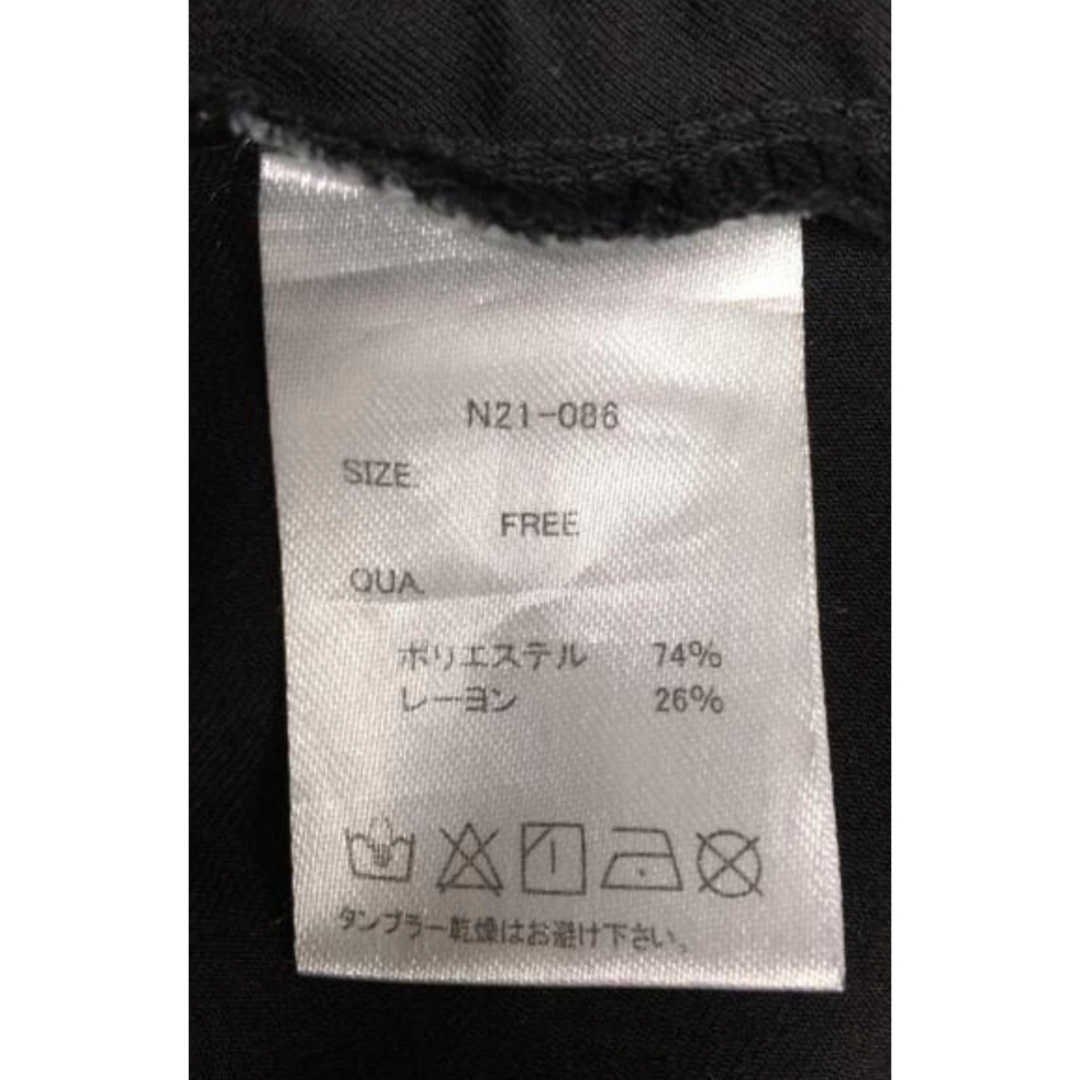 N21-086
SIZE
FREE
QUA.
ポリエステル 74%
レーヨン 26%
タンブラー乾燥はお避け下さい。